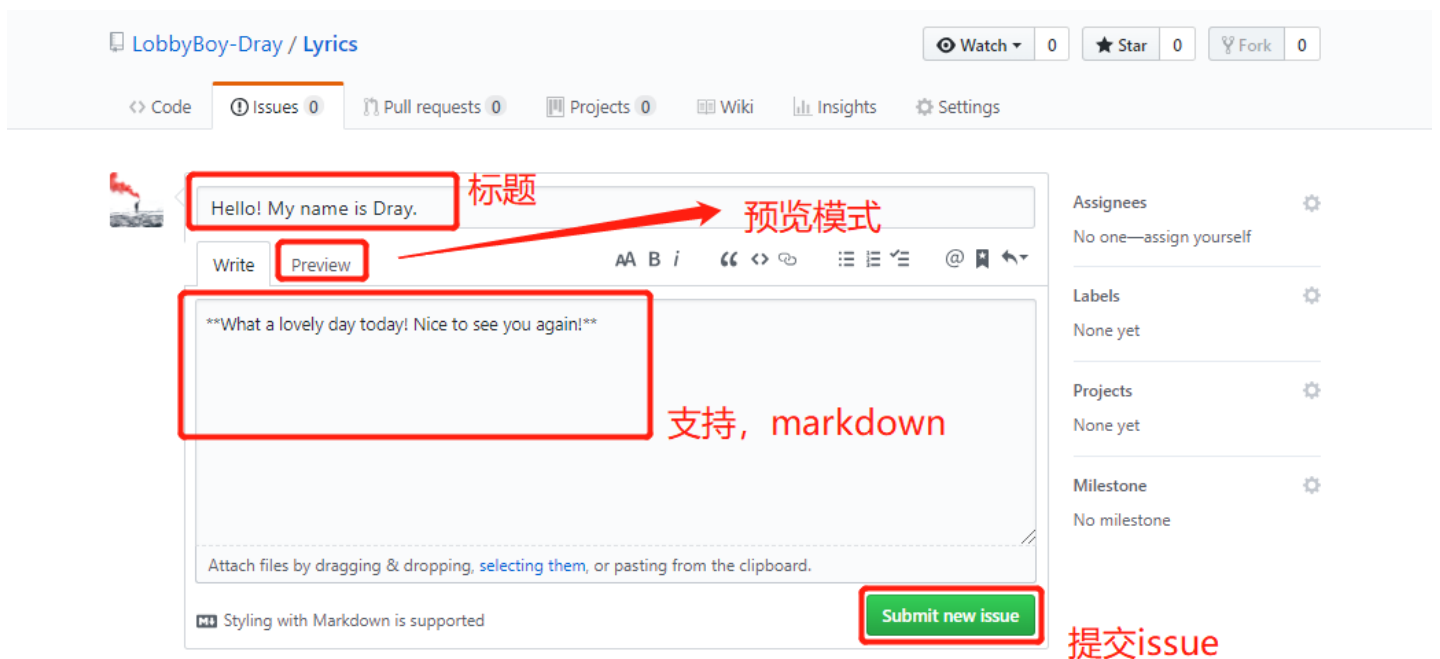 LobbyBoy-Dray / Lyrics
Watch 0 Star 0 Fork 0
Code Issues 0 Pull requests 0 Projects 0 Wiki Insights Settings
Hello! My name is Dray.
标题
预览模式
Write Preview
AA B i
**What a lovely day today! Nice to see you again!**
支持，markdown
Attach files by dragging & dropping, selecting them, or pasting from the clipboard.
Styling with Markdown is supported
Submit new issue
提交issue
Assignees
No one—assign yourself
Labels
None yet
Projects
None yet
Milestone
No milestone